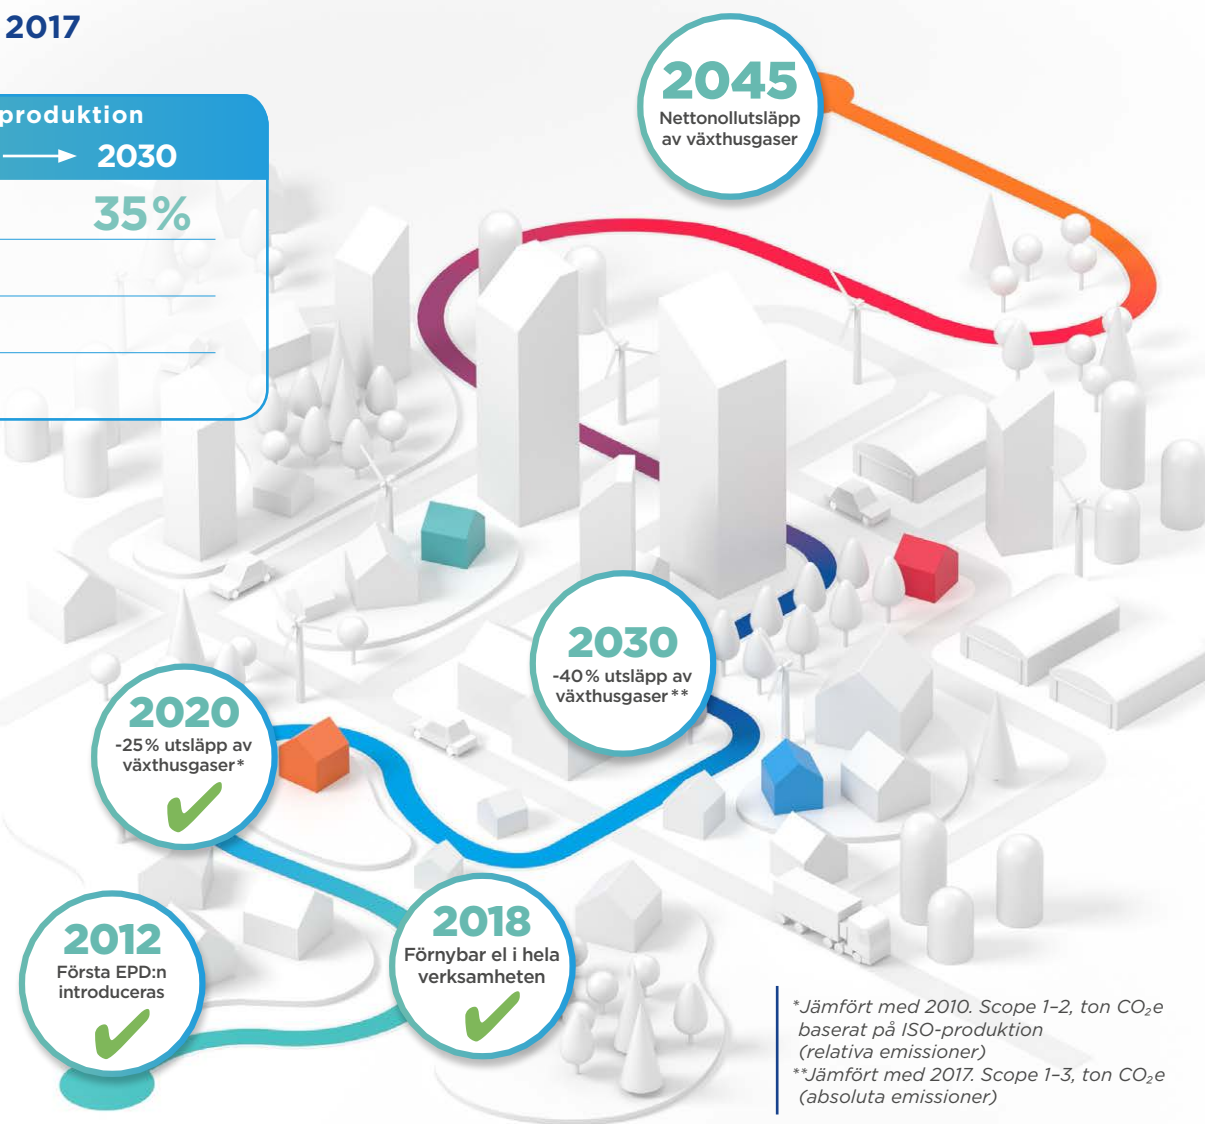 2017
produktion
2030
35%
2045
Nettonollutsläpp
av växthusgaser
2030
-40% utsläpp av
växthusgaser**
2020
-25% utsläpp av
växthusgaser*
2018
Förnybar el i hela
verksamheten
2012
Första EPD:n
introduceras
*Jämfört med 2010. Scope 1–2, ton CO₂e
baserat på ISO-produktion
(relativa emissioner)
**Jämfört med 2017. Scope 1–3, ton CO₂e
(absoluta emissioner)